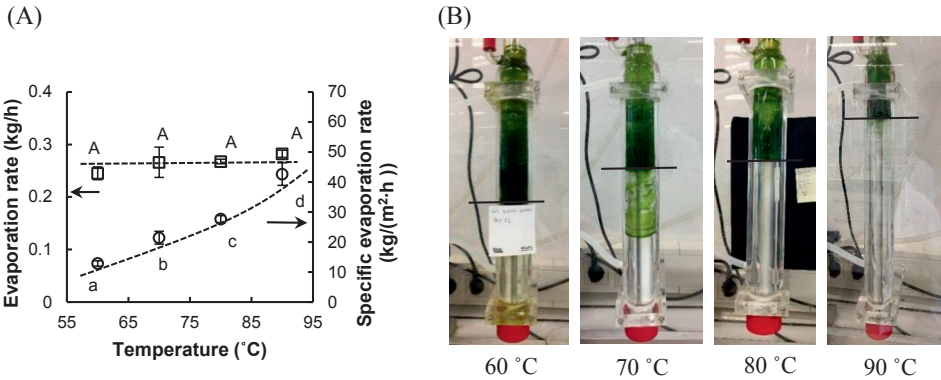 (A)
(B)
0.4
0.3
0.2
0.1
0
Evaporation rate (kg/h)
A
A
A
A
a
b
c
d
70
60
50
40
30
20
10
0
Specific evaporation rate
(kg/(m²·h ))
55
65
75
85
95
Temperature (˚C)
60 ˚C
70 ˚C
80 ˚C
90 ˚C